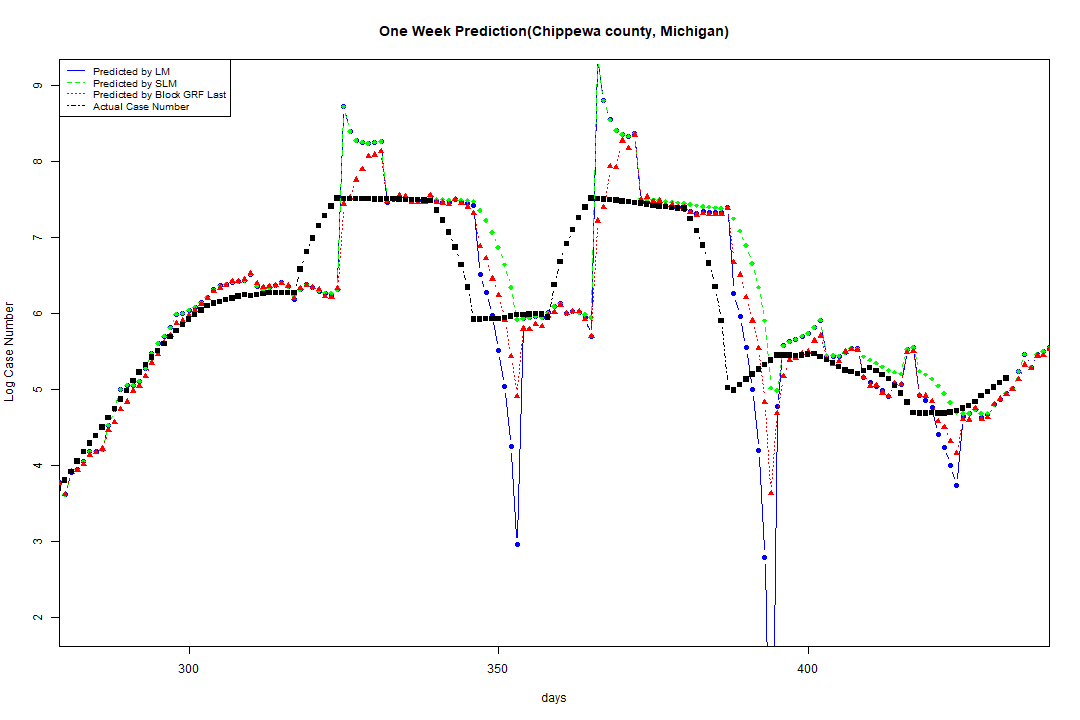 One Week Prediction(Chippewa county, Michigan)
Predicted by LM
Predicted by SLM
Predicted by Block GRF Last
Actual Case Number
Log Case Number
9
8
7
6
5
4
3
2
300 350 400
days